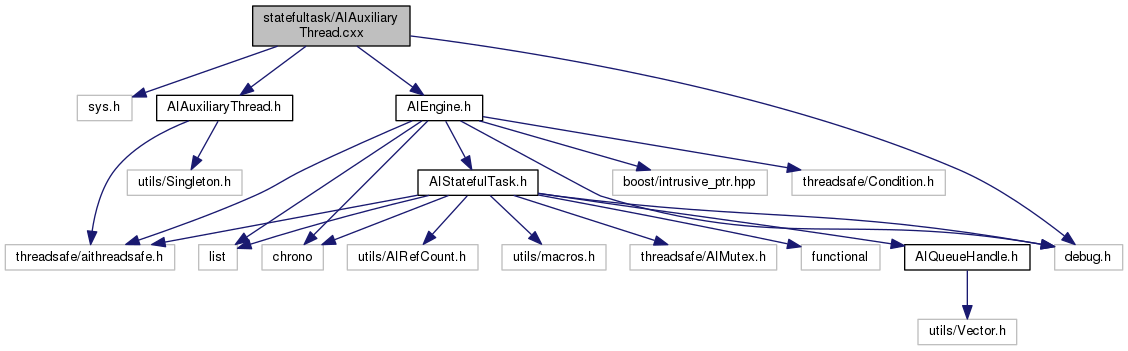 statefultask/AIAuxiliary
Thread.cxx
sys.h
AIAuxiliaryThread.h
AIEngine.h
utils/Singleton.h
AIStatefulTask.h
boost/intrusive_ptr.hpp
threadsafe/Condition.h
threadsafe/aithreadsafe.h
list
chrono
utils/AIRefCount.h
utils/macros.h
threadsafe/AIMutex.h
functional
AIQueueHandle.h
debug.h
utils/Vector.h